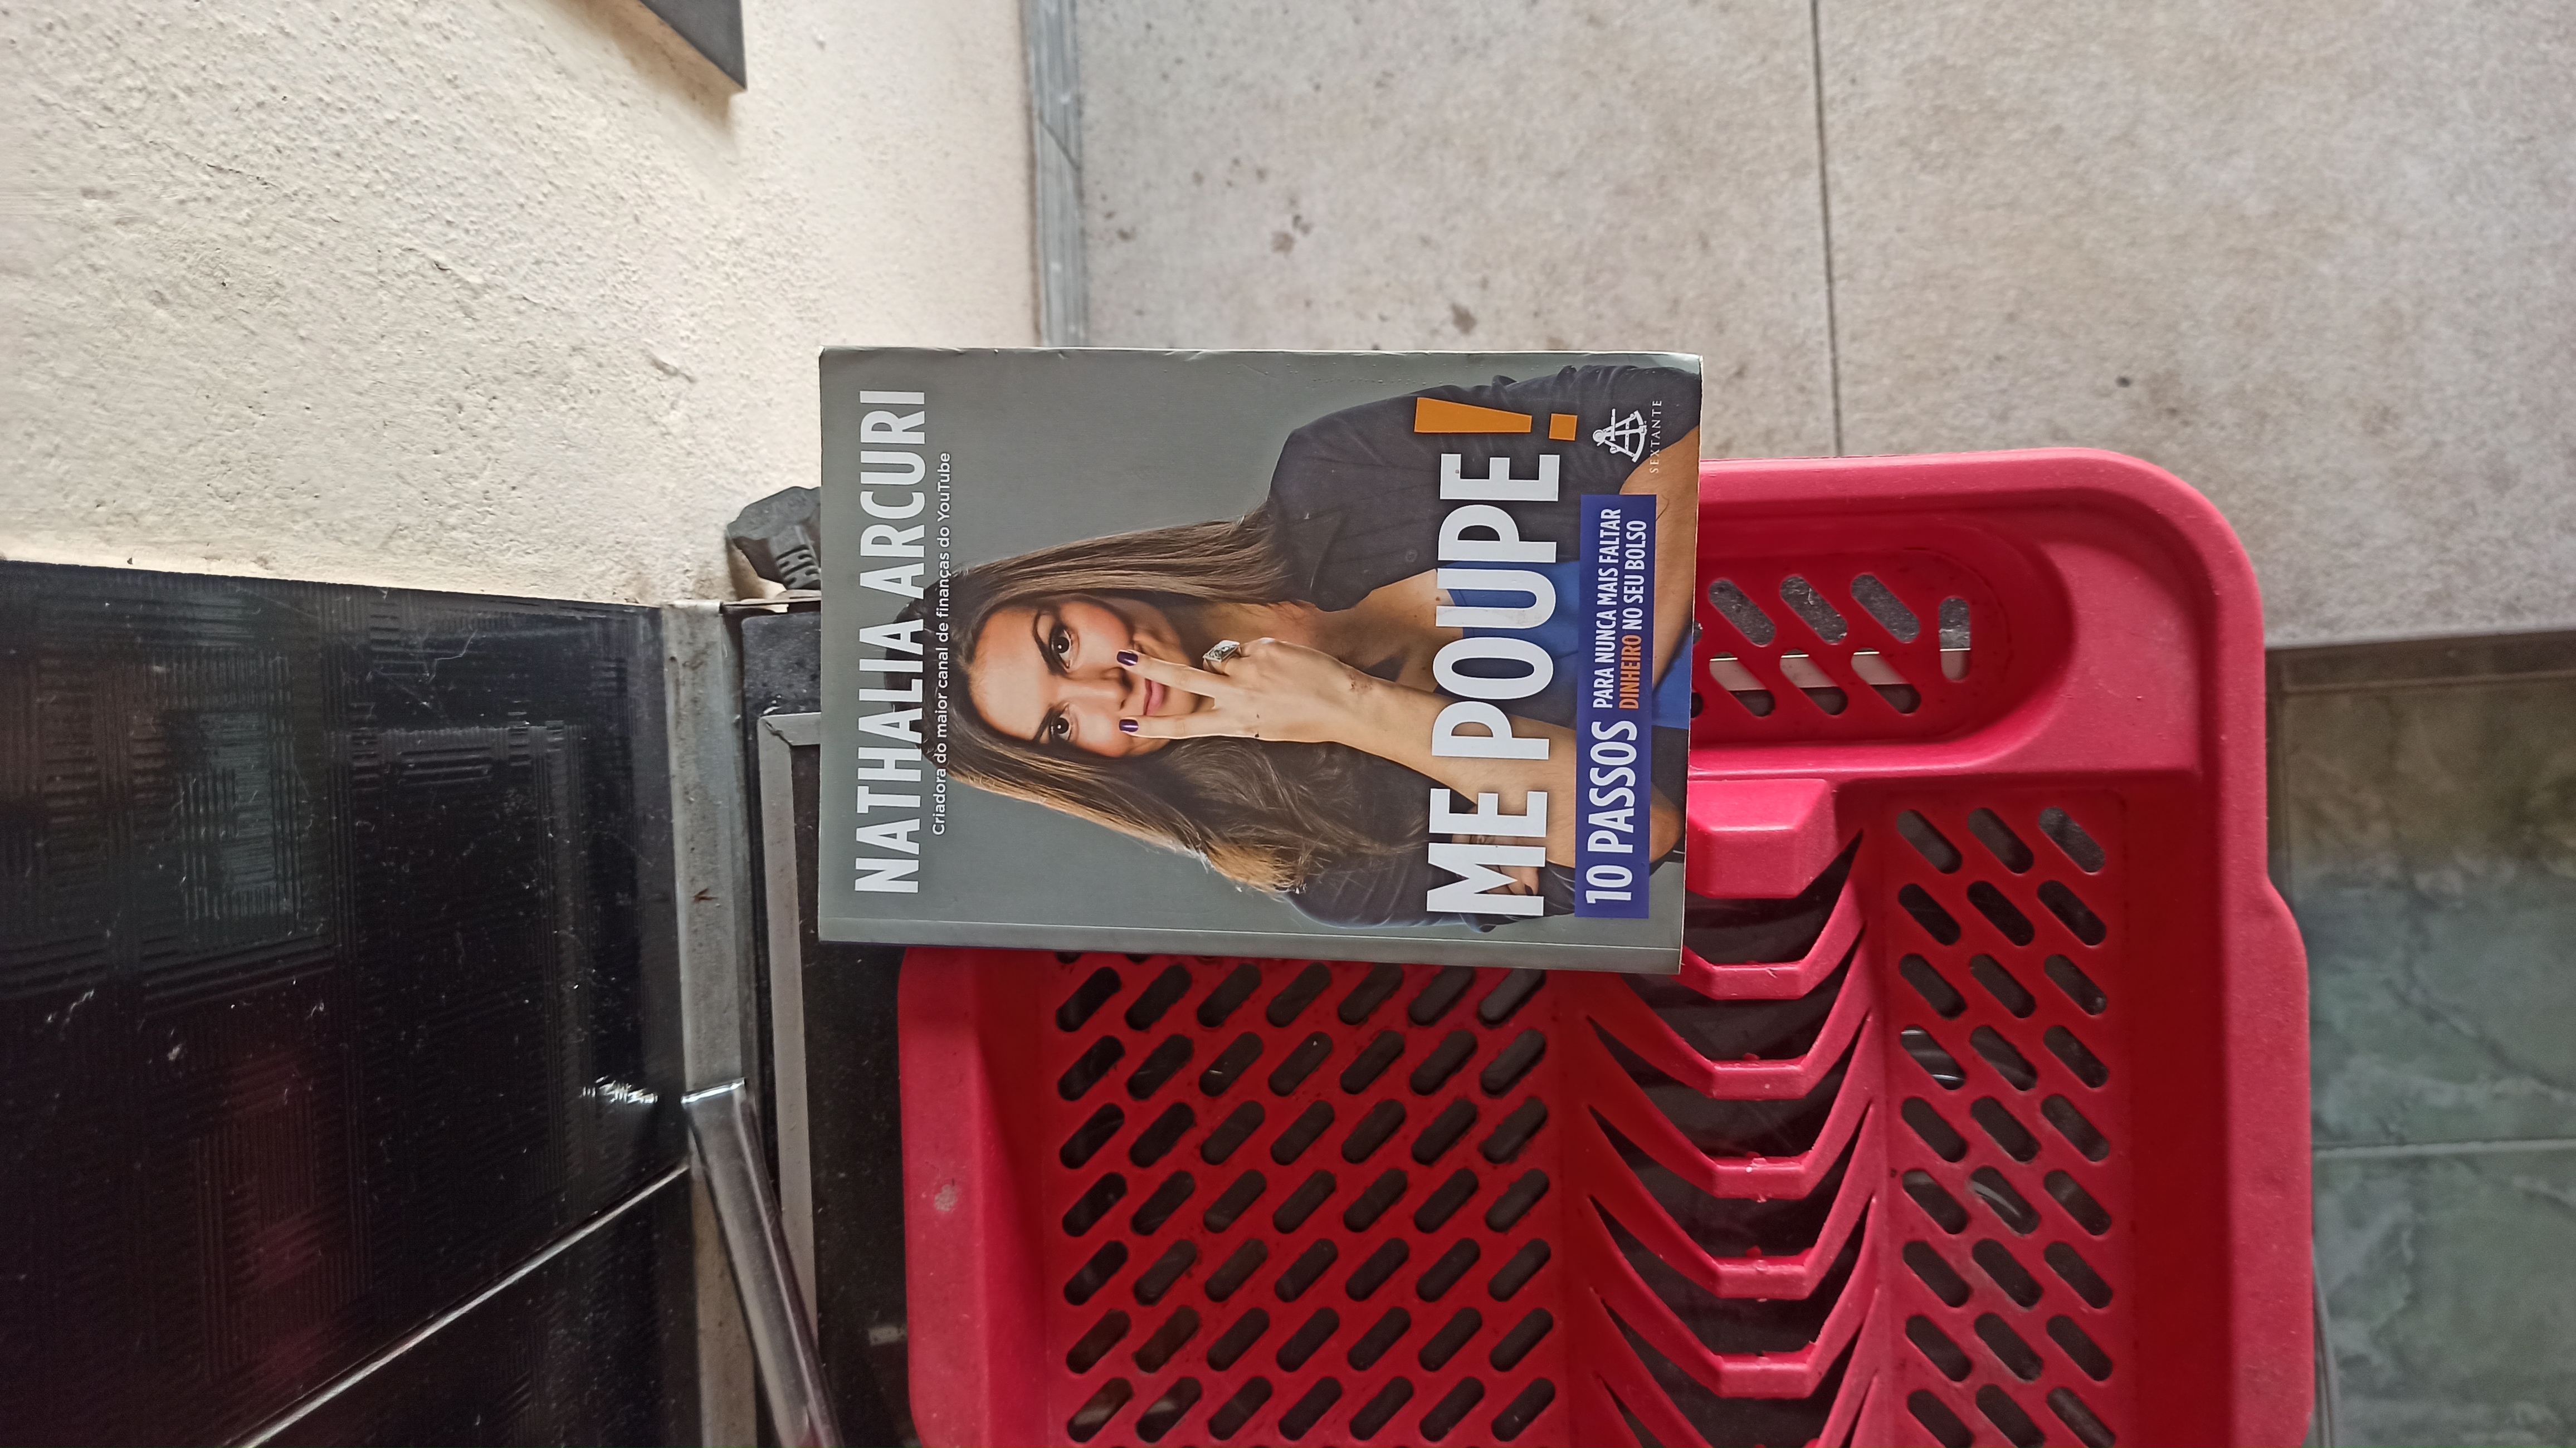 NATHALIA ARCURI
Criadora do maior canal de finanças do YouTube
ME POUPE!
10 PASSOS PARA NUNCA MAIS FALTAR
DINHEIRO NO SEU BOLSO
SEXTANTE